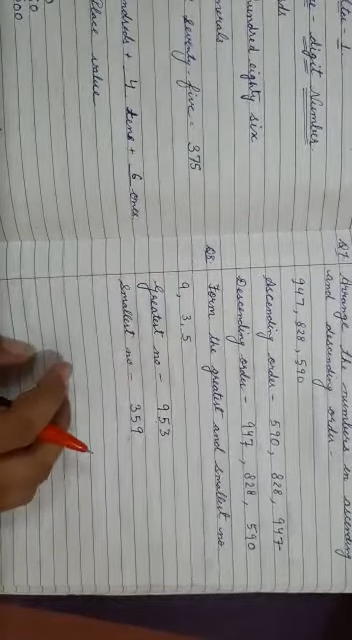 - digit Number.
hundred eighty six
seventy - five = 375
4 tens + 6 ones.
Place value
Q7 Arrange the numbers in ascending
and descending order -
947, 828, 590
Ascending order - 590, 828, 947
Descending order - 947, 828, 590
Q8. Form the greatest and smallest no
9, 3, 5
Greatest no - 953
Smallest no - 359